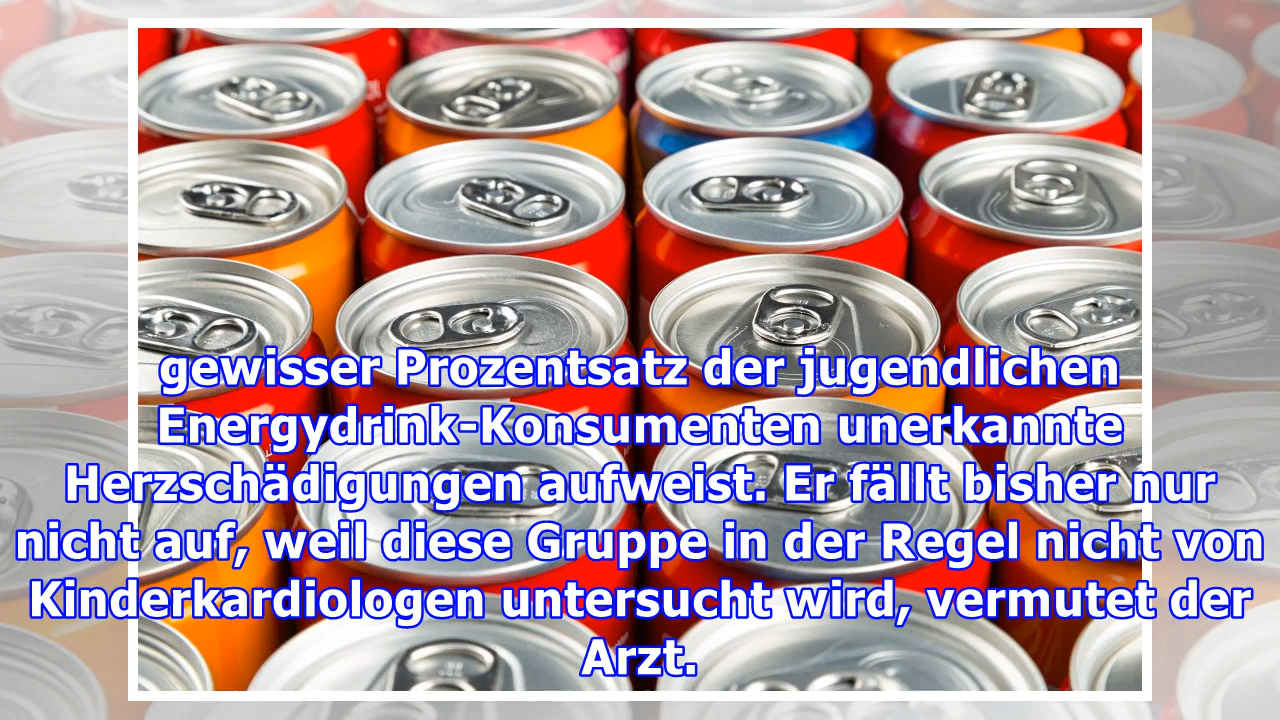 gewisser Prozentsatz der jugendlichen
Energydrink-Konsumenten unerkannte
Herzschädigungen aufweist. Er fällt bisher nur
nicht auf, weil diese Gruppe in der Regel nicht von
Kinderkardiologen untersucht wird, vermutet der
Arzt.